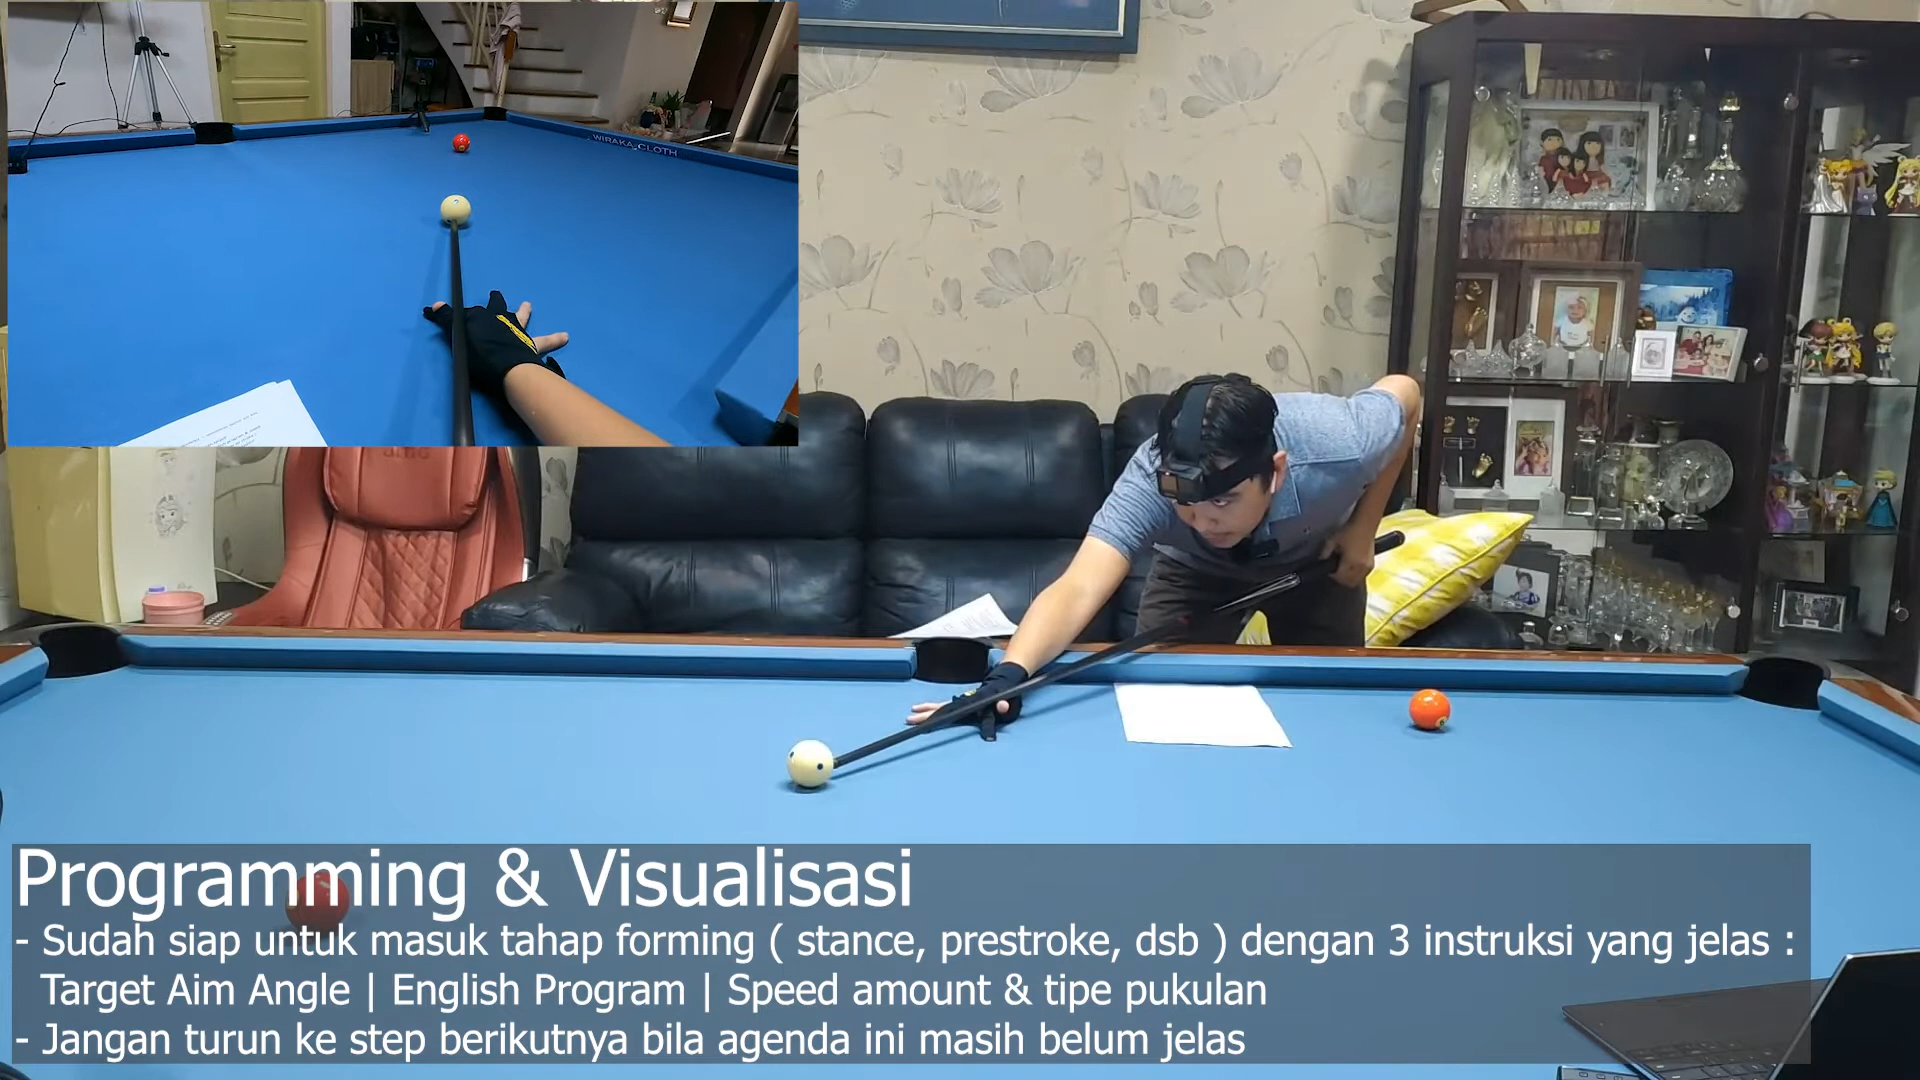 WIRAKA CLOTH
Programming & Visualisasi
- Sudah siap untuk masuk tahap forming ( stance, prestroke, dsb ) dengan 3 instruksi yang jelas :
Target Aim Angle | English Program | Speed amount & tipe pukulan
- Jangan turun ke step berikutnya bila agenda ini masih belum jelas